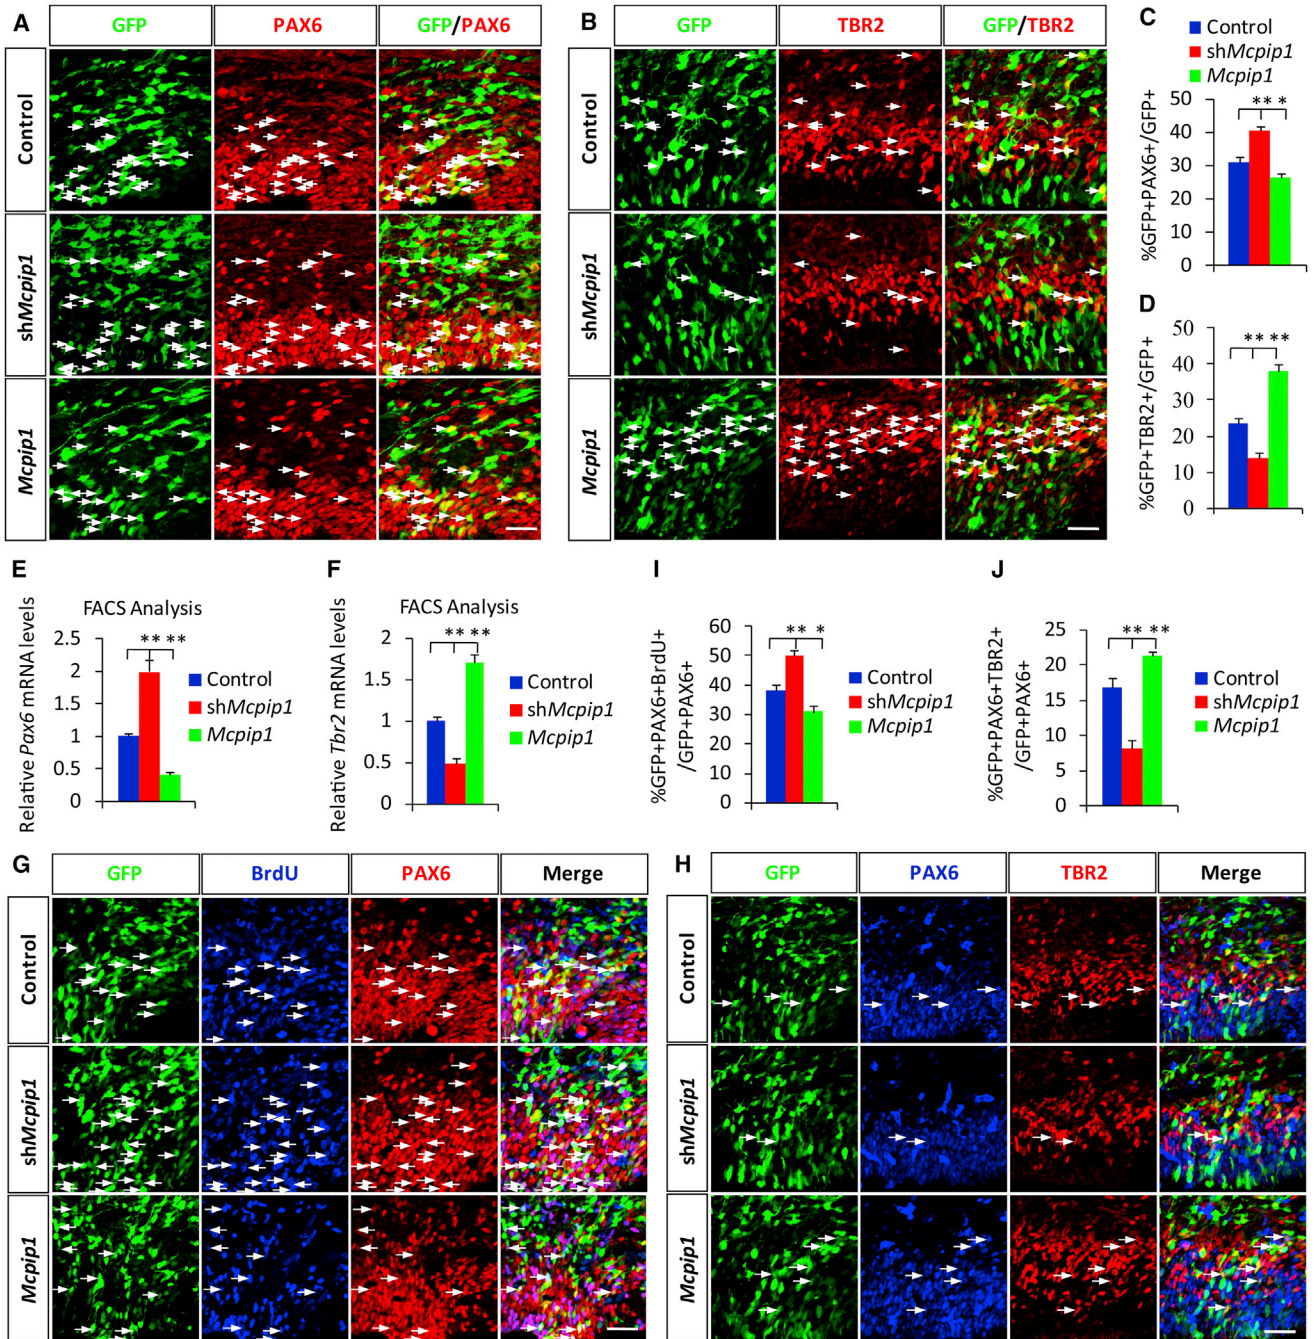 A
GFP PAX6 GFP/PAX6
Control
shMcpip1
Mcpip1
B
GFP TBR2 GFP/TBR2
Control
shMcpip1
Mcpip1
C
Control
shMcpip1
Mcpip1
** *
%GFP+PAX6+/GFP+
50
40
30
20
10
0
D
** **
%GFP+TBR2+/GFP+
50
40
30
20
10
0
E
FACS Analysis
** **
Relative Pax6 mRNA levels
2.5
2
1.5
1
0.5
0
Control
shMcpip1
Mcpip1
F
FACS Analysis
** **
Relative Tbr2 mRNA levels
2
1.5
1
0.5
0
Control
shMcpip1
Mcpip1
I
** *
%GFP+PAX6+BrdU+
/GFP+PAX6+
60
50
40
30
20
10
0
Control
shMcpip1
Mcpip1
J
** **
%GFP+PAX6+TBR2+
/GFP+PAX6+
25
20
15
10
5
0
Control
shMcpip1
Mcpip1
G
GFP BrdU PAX6 Merge
Control
shMcpip1
Mcpip1
H
GFP PAX6 TBR2 Merge
Control
shMcpip1
Mcpip1